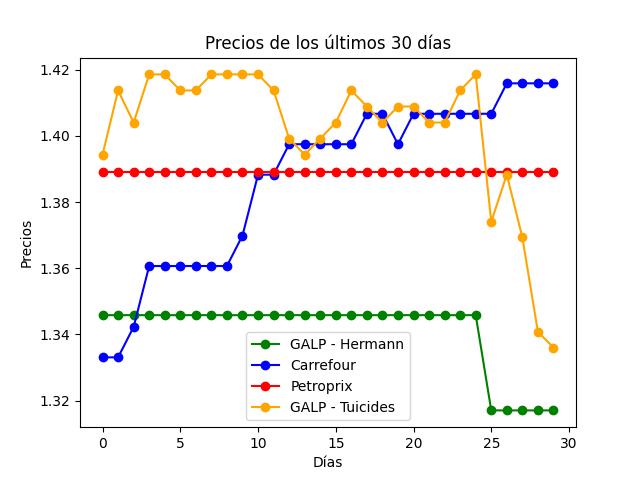 Precios de los últimos 30 días
Precios
1.42
1.40
1.38
1.36
1.34
1.32
GALP - Hermann
Carrefour
Petroprix
GALP - Tuicides
0 5 10 15 20 25 30
Días